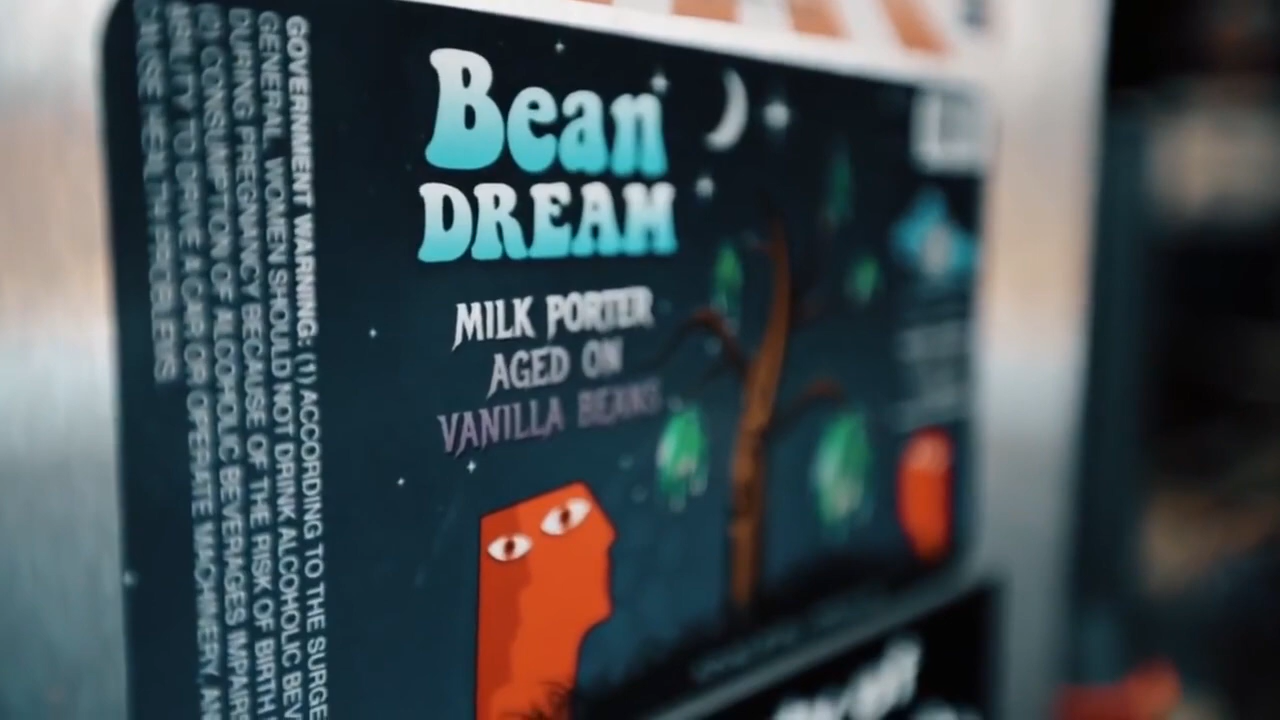 Bean
DREAM
MILK PORTER
AGED ON
VANILLA BEANS
GOVERNMENT WARNING: (1) ACCORDING TO THE SURGE
GENERAL, WOMEN SHOULD NOT DRINK ALCOHOLIC BEV
DURING PREGNANCY BECAUSE OF THE RISK OF BIRTH
(2) CONSUMPTION OF ALCOHOLIC BEVERAGES IMPAIRS
ABILITY TO DRIVE A CAR OR OPERATE MACHINERY, AN
CAUSE HEALTH PROBLEMS